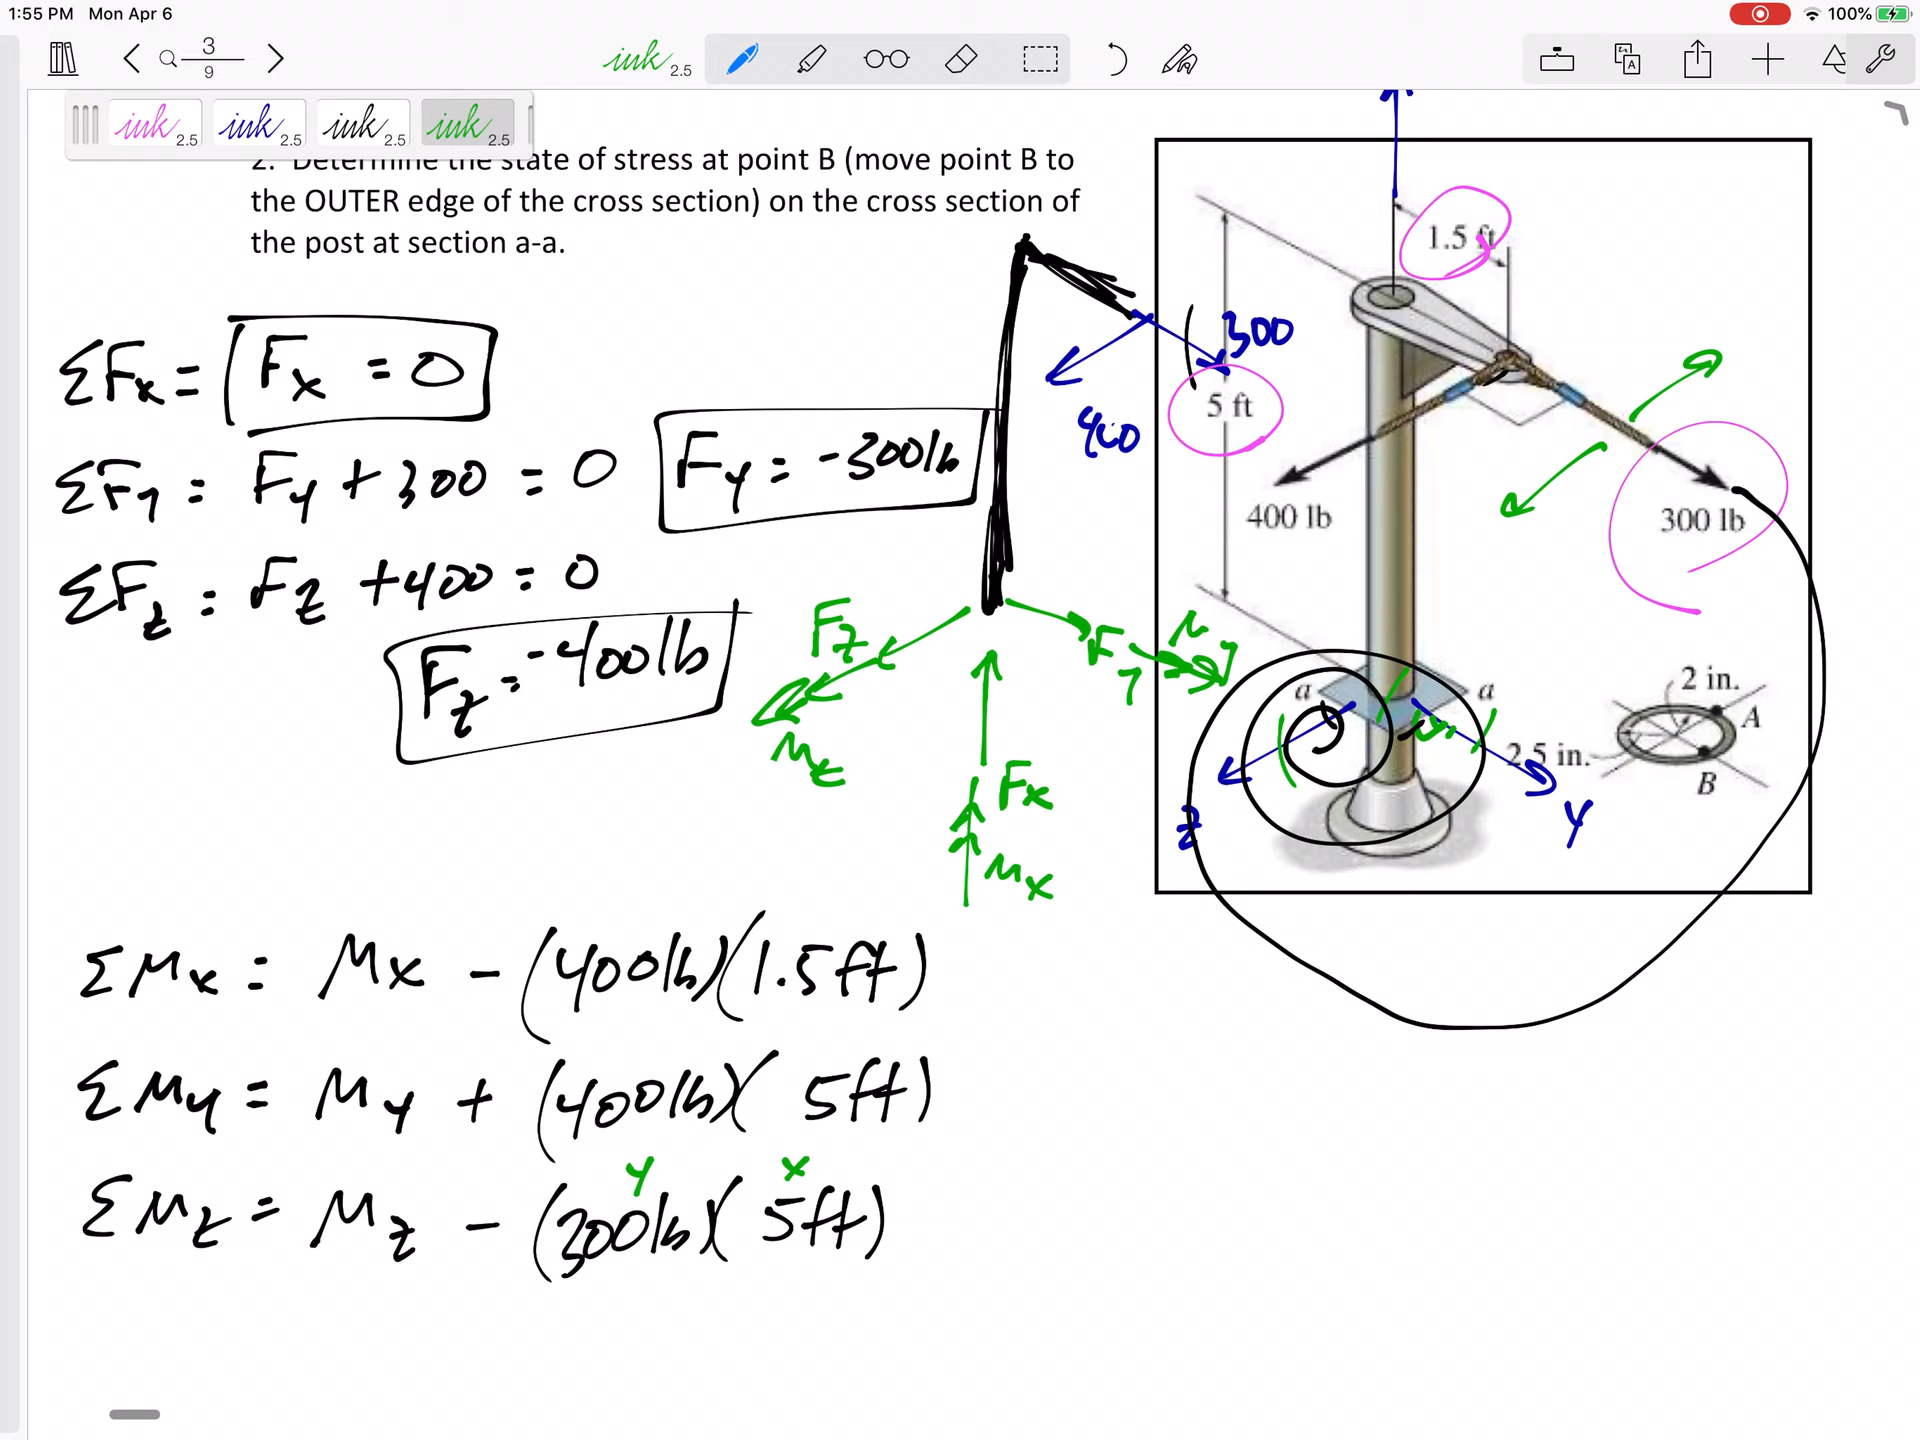 1:55 PM Mon Apr 6
100%
3
9
ink 2.5
ink 2.5 ink 2.5 ink 2.5 ink 2.5
2. Determine the state of stress at point B (move point B to
the OUTER edge of the cross section) on the cross section of
the post at section a-a.
ΣFx = Fx = 0
ΣFy = Fy + 300 = 0 Fy = -300lb
ΣFz = Fz + 400 = 0
Fz = -400lb
300
400
Fz
Mz
Fy
My
Fx
Mx
1.5 ft
5 ft
400 lb
300 lb
a
a
2 in.
A
2.5 in.
B
z
y
ΣMx = Mx - (400lb)(1.5ft)
ΣMy = My + (400lb)( 5ft)
y x
ΣMz = Mz - (300lb)( 5ft)